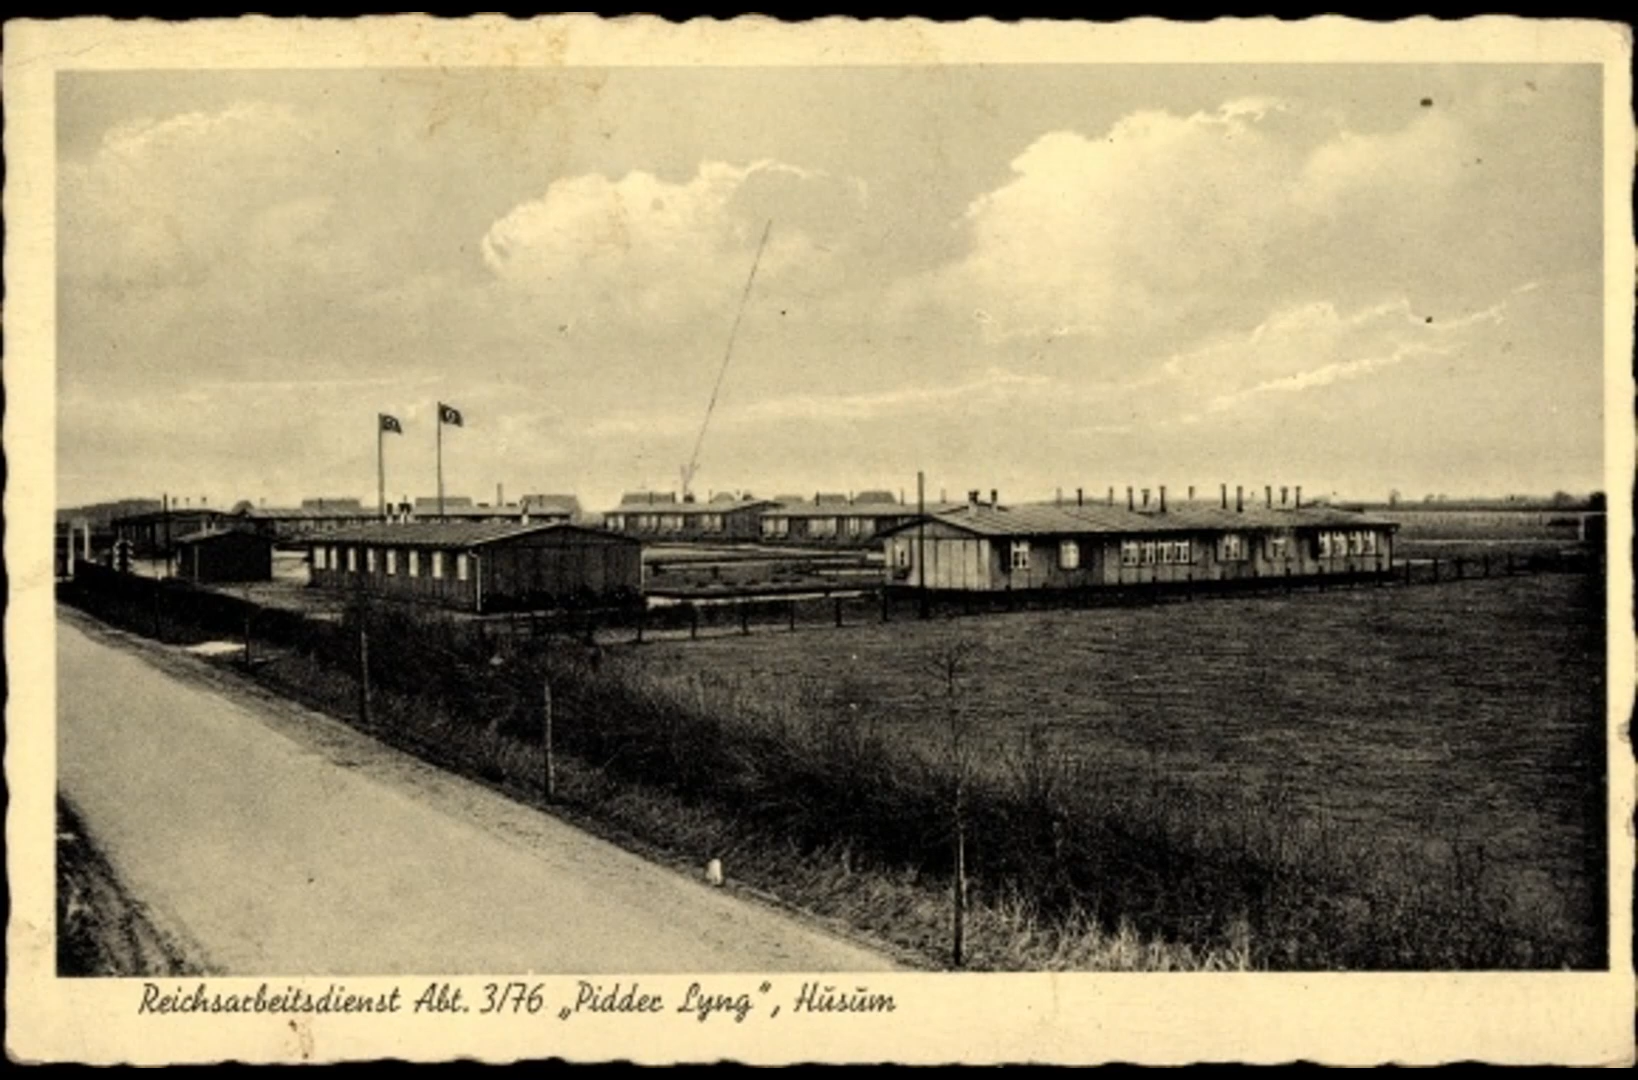 Reichsarbeitsdienst Abt. 3/76 „Pidder Lyng", Husum